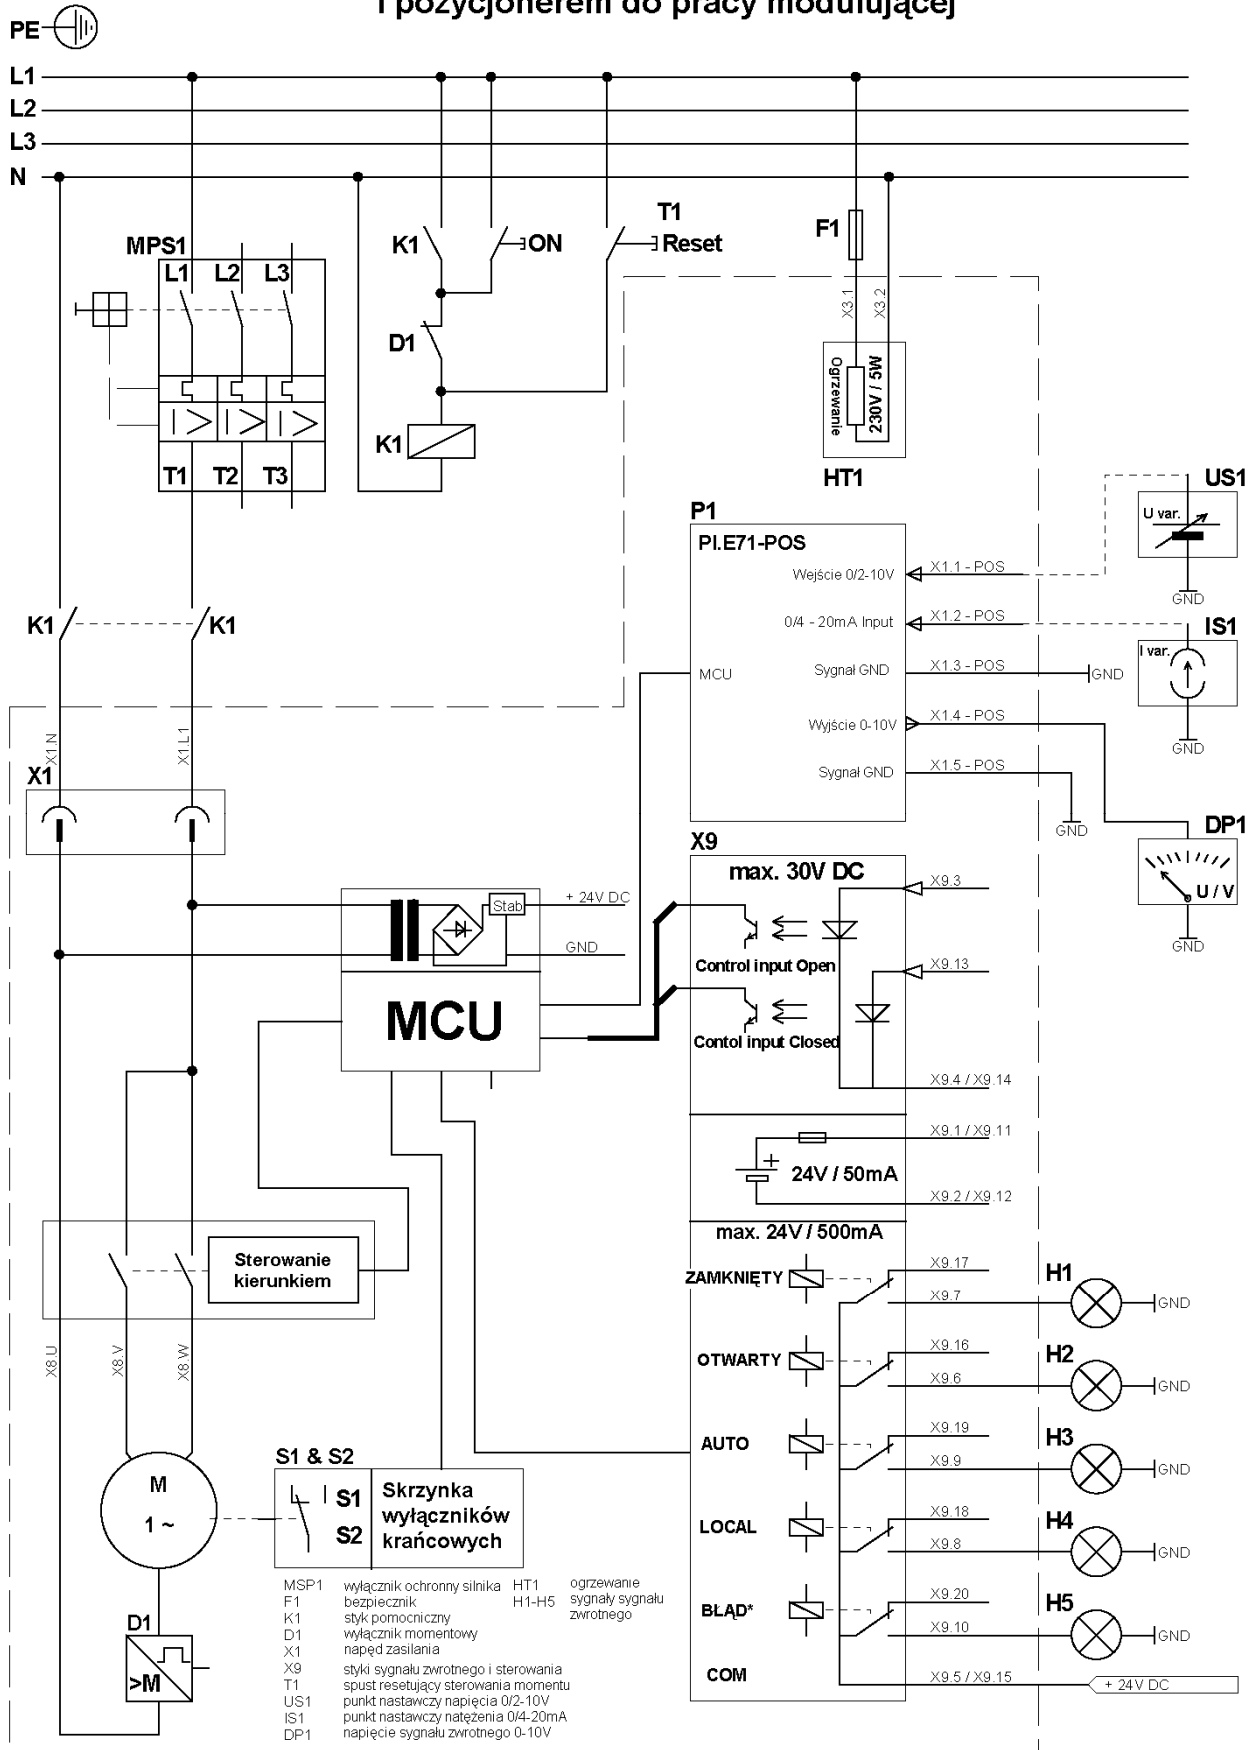 i pozycjonerem do pracy modulującej
PE
L1
L2
L3
N
MPS1
L1 L2 L3
T1 T2 T3
K1
ON
T1
Reset
D1
K1
F1
X3.1
X3.2
Ogrzewanie
230V / 5W
HT1
K1
K1
X1.N
X1.L1
X1
P1
PI.E71-POS
Wejście 0/2-10V
X1.1 - POS
0/4 - 20mA Input
X1.2 - POS
MCU
Sygnał GND
X1.3 - POS
GND
Wyjście 0-10V
X1.4 - POS
Sygnał GND
X1.5 - POS
GND
US1
U var.
GND
IS1
I var.
GND
DP1
U / V
GND
Stab
+ 24V DC
GND
MCU
X9
max. 30V DC
X9.3
Control input Open
X9.13
Contol input Closed
X9.4 / X9.14
X9.1 / X9.11
+
24V / 50mA
X9.2 / X9.12
max. 24V / 500mA
ZAMKNIĘTY
X9.17
X9.7
H1
GND
OTWARTY
X9.16
X9.6
H2
GND
AUTO
X9.19
X9.9
H3
GND
LOCAL
X9.18
X9.8
H4
GND
BŁĄD*
X9.20
X9.10
H5
GND
COM
X9.5 / X9.15
+ 24V DC
Sterowanie
kierunkiem
X8.U
X8.V
X8.W
M
1 ~
D1
>M
S1 & S2
S1
S2
Skrzynka
wyłączników
krańcowych
MSP1 wyłącznik ochronny silnika
F1 bezpiecznik
K1 styk pomocniczny
D1 wyłącznik momentowy
X1 napęd zasilania
X9 styki sygnału zwrotnego i sterowania
T1 spust resetujący sterowania momentu
US1 punkt nastawczy napięcia 0/2-10V
IS1 punkt nastawczy natężenia 0/4-20mA
DP1 napięcie sygnału zwrotnego 0-10V
HT1 ogrzewanie
H1-H5 sygnały sygnału
zwrotnego